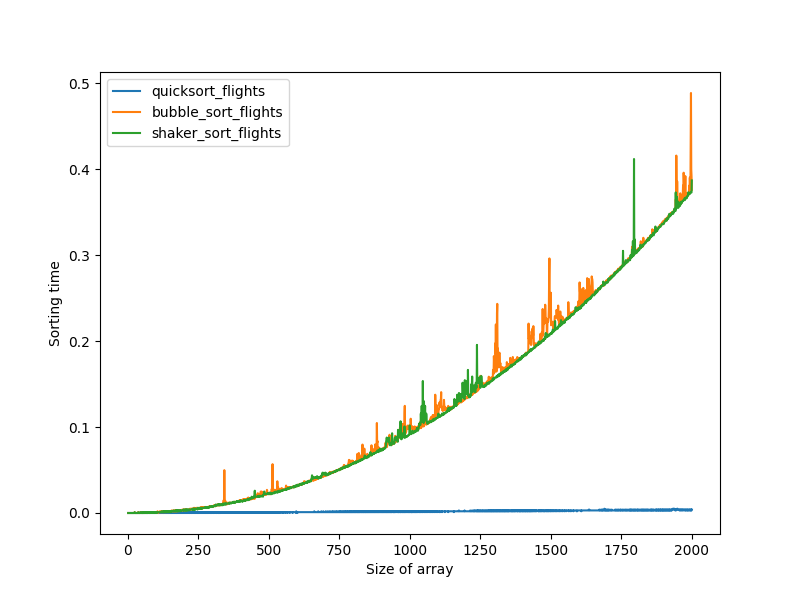 quicksort_flights
bubble_sort_flights
shaker_sort_flights
0.5
0.4
0.3
0.2
0.1
0.0
Sorting time
0 250 500 750 1000 1250 1500 1750 2000
Size of array